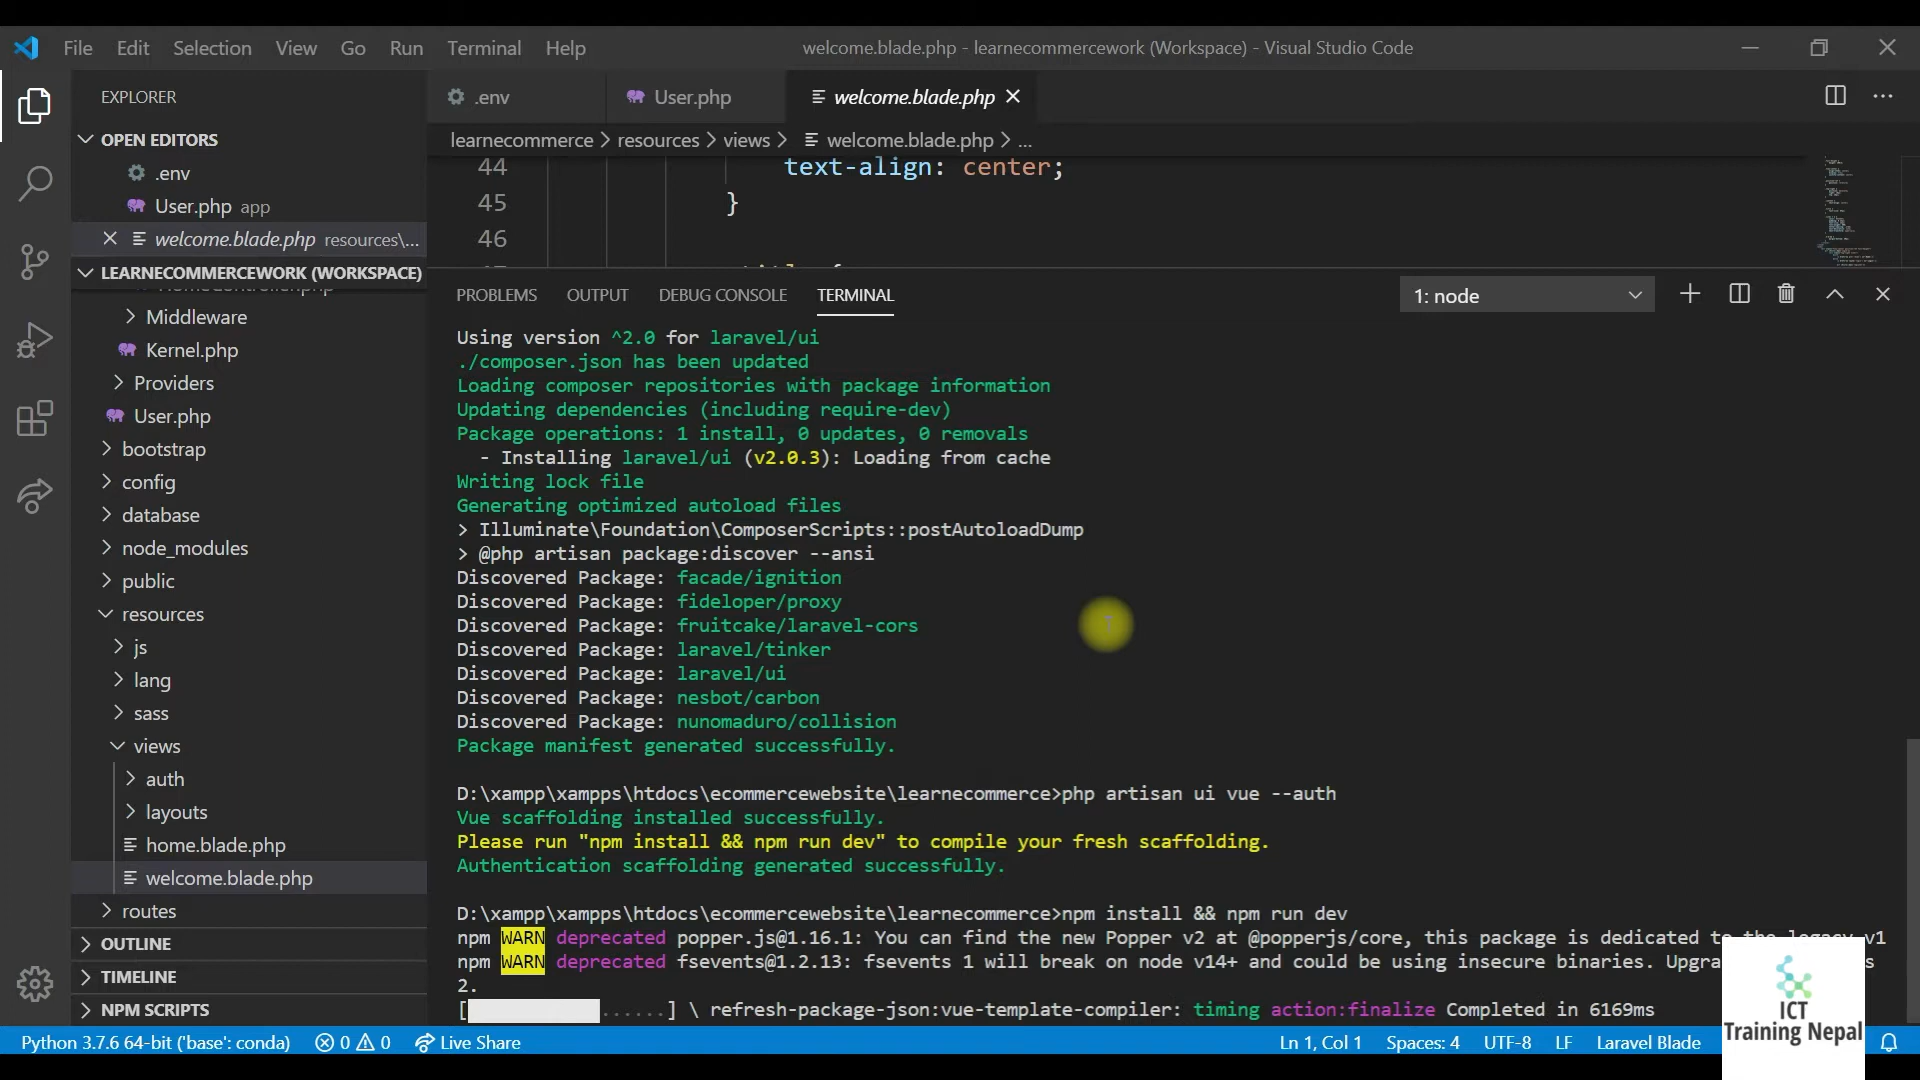 File Edit Selection View Go Run Terminal Help
welcome.blade.php - learnecommercework (Workspace) - Visual Studio Code
EXPLORER
OPEN EDITORS
.env
User.php app
welcome.blade.php resources\...
LEARNECOMMERCEWORK (WORKSPACE)
HomeController.php
Middleware
Kernel.php
Providers
User.php
bootstrap
config
database
node_modules
public
resources
js
lang
sass
views
auth
layouts
home.blade.php
welcome.blade.php
routes
OUTLINE
TIMELINE
NPM SCRIPTS
.env User.php welcome.blade.php
learnecommerce > resources > views > welcome.blade.php > ...
44 text-align: center;
45 }
46
PROBLEMS OUTPUT DEBUG CONSOLE TERMINAL 1: node
Using version ^2.0 for laravel/ui
./composer.json has been updated
Loading composer repositories with package information
Updating dependencies (including require-dev)
Package operations: 1 install, 0 updates, 0 removals
- Installing laravel/ui (v2.0.3): Loading from cache
Writing lock file
Generating optimized autoload files
> Illuminate\Foundation\ComposerScripts::postAutoloadDump
> @php artisan package:discover --ansi
Discovered Package: facade/ignition
Discovered Package: fideloper/proxy
Discovered Package: fruitcake/laravel-cors
Discovered Package: laravel/tinker
Discovered Package: laravel/ui
Discovered Package: nesbot/carbon
Discovered Package: nunomaduro/collision
Package manifest generated successfully.
D:\xampp\xampps\htdocs\ecommercewebsite\learnecommerce>php artisan ui vue --auth
Vue scaffolding installed successfully.
Please run "npm install && npm run dev" to compile your fresh scaffolding.
Authentication scaffolding generated successfully.
D:\xampp\xampps\htdocs\ecommercewebsite\learnecommerce>npm install && npm run dev
npm WARN deprecated popper.js@1.16.1: You can find the new Popper v2 at @popperjs/core, this package is dedicated to the legacy v1
npm WARN deprecated fsevents@1.2.13: fsevents 1 will break on node v14+ and could be using insecure binaries. Upgra s
2.
[ ......] \ refresh-package-json:vue-template-compiler: timing action:finalize Completed in 6169ms
ICT
Training Nepal
Python 3.7.6 64-bit ('base': conda) 0 0 Live Share Ln 1, Col 1 Spaces: 4 UTF-8 LF Laravel Blade